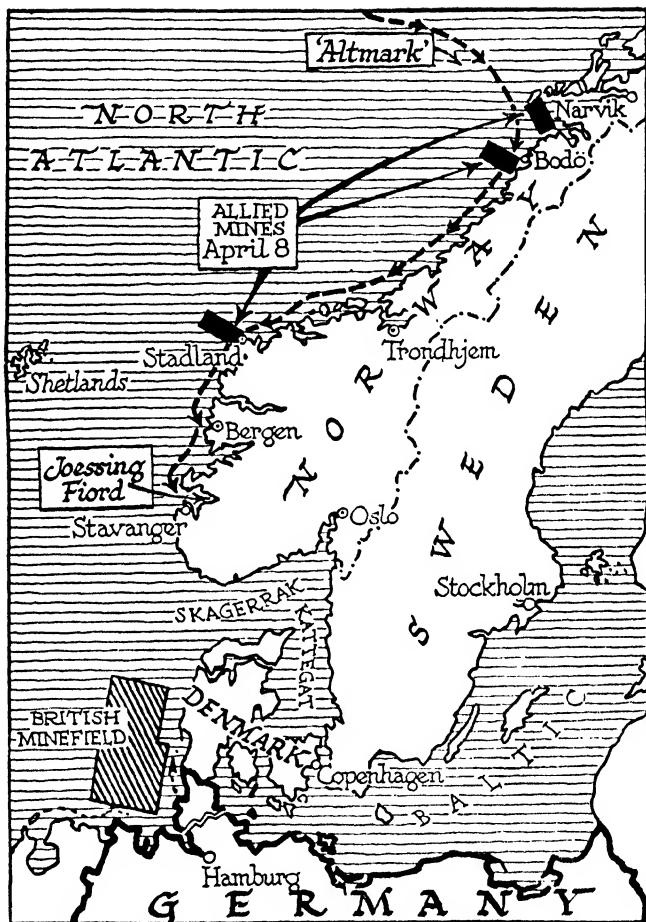 'Altmark'
NORTH
ATLANTIC
Narvik
Bodö
ALLIED
MINES
April 8
Stadland
Trondhjem
Shetlands
NORWAY
SWEDEN
Bergen
Joessing
Fiord
Stavanger
Oslo
Stockholm
SKAGERRAK
KATTEGAT
BRITISH
MINEFIELD
DENMARK
Copenhagen
BALTIC
Hamburg
GERMANY